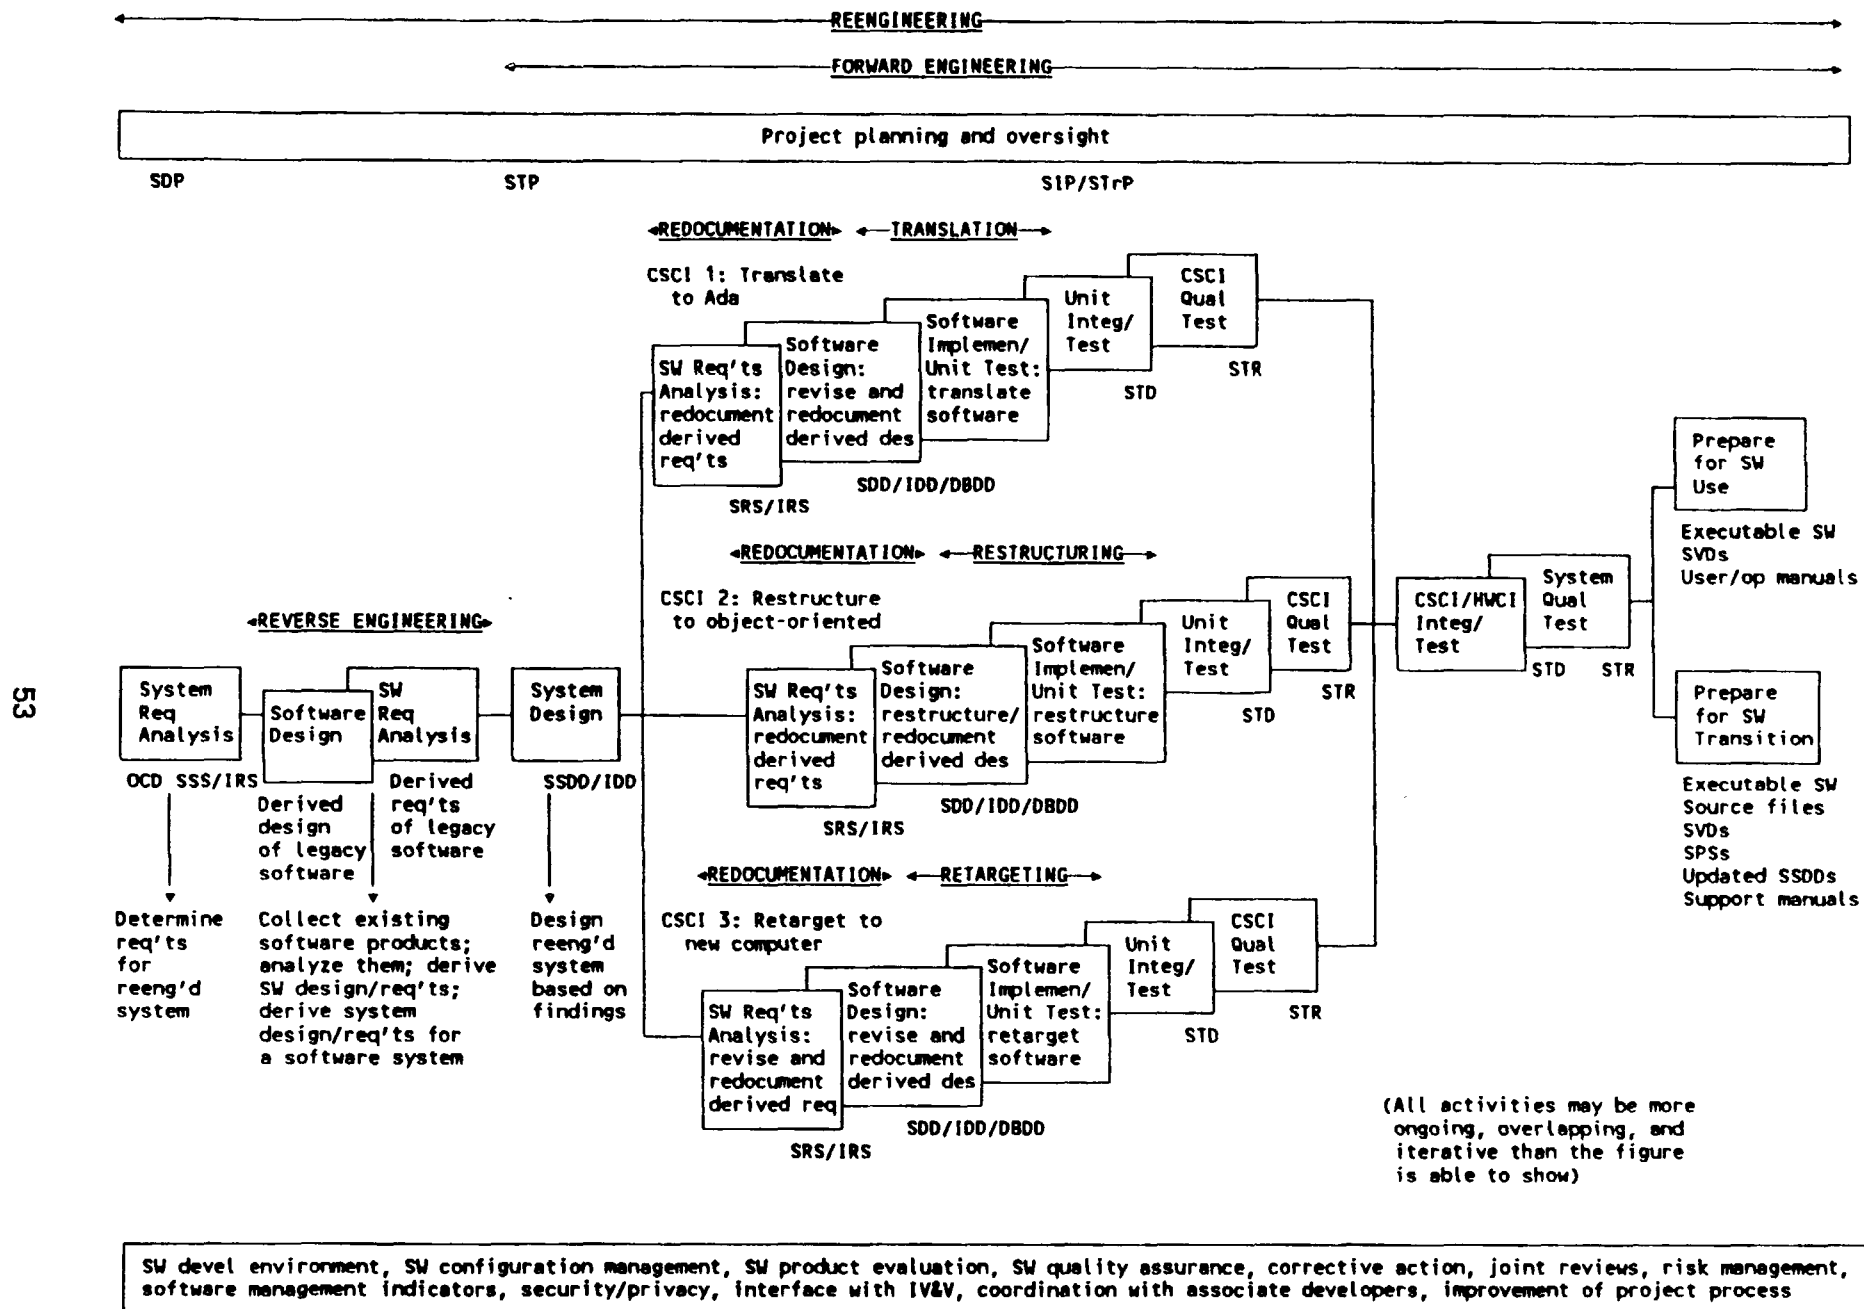 REENGINEERING
FORWARD ENGINEERING
Project planning and oversight
SDP
STP
SIP/STrP
REDOCUMENTATION
TRANSLATION
CSCI 1: Translate
to Ada
SW Req'ts
Analysis:
redocument
derived
req'ts
SRS/IRS
Software
Design:
revise and
redocument
derived des
SDD/IDD/DBDD
Software
Implemen/
Unit Test:
translate
software
Unit
Integ/
Test
STD
CSCI
Qual
Test
STR
REDOCUMENTATION
RESTRUCTURING
CSCI 2: Restructure
to object-oriented
SW Req'ts
Analysis:
redocument
derived
req'ts
SRS/IRS
Software
Design:
restructure/
redocument
derived des
SDD/IDD/DBDD
Software
Implemen/
Unit Test:
restructure
software
Unit
Integ/
Test
STD
CSCI
Qual
Test
STR
REDOCUMENTATION
RETARGETING
CSCI 3: Retarget to
new computer
SW Req'ts
Analysis:
revise and
redocument
derived req
SRS/IRS
Software
Design:
revise and
redocument
derived des
SDD/IDD/DBDD
Software
Implemen/
Unit Test:
retarget
software
Unit
Integ/
Test
STD
CSCI
Qual
Test
STR
REVERSE ENGINEERING
System
Req
Analysis
OCD SSS/IRS
Determine
req'ts
for
reeng'd
system
Software
Design
Derived
design
of legacy
software
SW
Req
Analysis
Derived
req'ts
of legacy
software
Collect existing
software products;
analyze them; derive
SW design/req'ts;
derive system
design/req'ts for
a software system
System
Design
SSDD/IDD
Design
reeng'd
system
based on
findings
CSCI/HWCI
Integ/
Test
STD
System
Qual
Test
STR
Prepare
for SW
Use
Executable SW
SVDs
User/op manuals
Prepare
for SW
Transition
Executable SW
Source files
SVDs
SPSs
Updated SSDDs
Support manuals
(All activities may be more
ongoing, overlapping, and
iterative than the figure
is able to show)
SW devel environment, SW configuration management, SW product evaluation, SW quality assurance, corrective action, joint reviews, risk management,
software management indicators, security/privacy, interface with IV&V, coordination with associate developers, improvement of project process
53